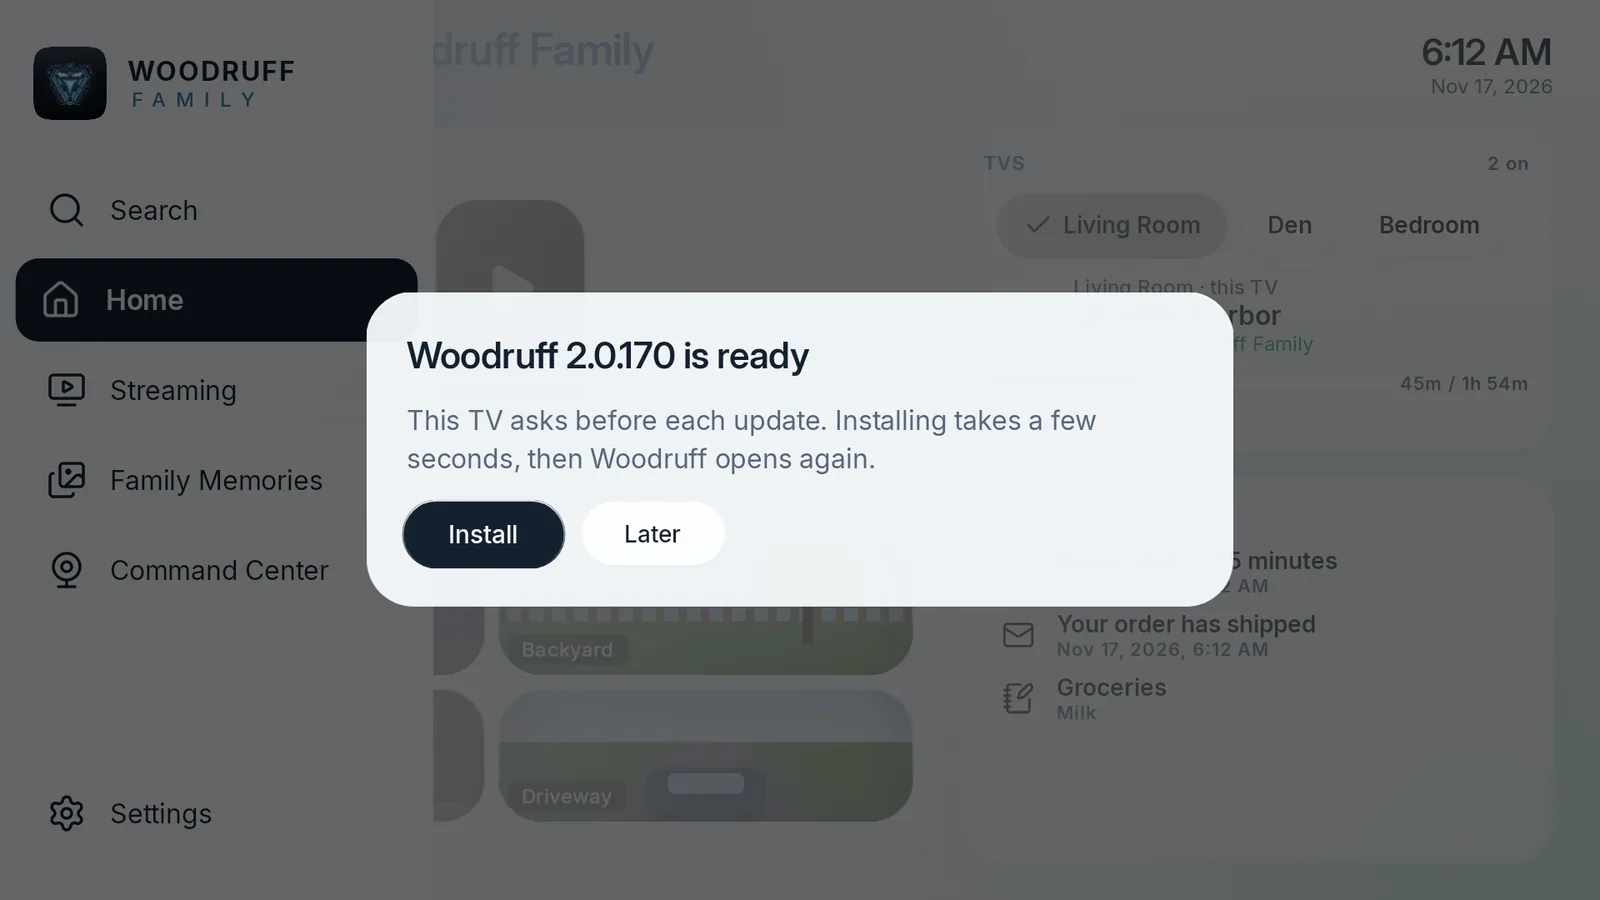 WOODRUFF
FAMILY
Search
Home
Streaming
Family Memories
Command Center
Settings
druff Family
6:12 AM
Nov 17, 2026
TVS
2 on
Living Room
Den
Bedroom
Living Room · this TV
rbor
ff Family
45m / 1h 54m
Woodruff 2.0.170 is ready
This TV asks before each update. Installing takes a few
seconds, then Woodruff opens again.
Install
Later
5 minutes
AM
Your order has shipped
Nov 17, 2026, 6:12 AM
Groceries
Milk
Backyard
Driveway